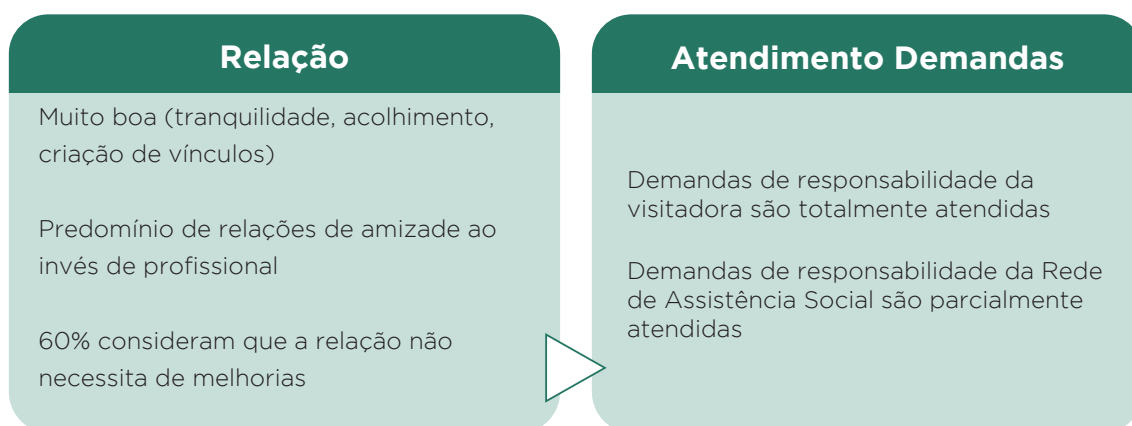 Relação
Muito boa (tranquilidade, acolhimento,
criação de vínculos)
Predomínio de relações de amizade ao
invés de profissional
60% consideram que a relação não
necessita de melhorias
Atendimento Demandas
Demandas de responsabilidade da
visitadora são totalmente atendidas
Demandas de responsabilidade da Rede
de Assistência Social são parcialmente
atendidas